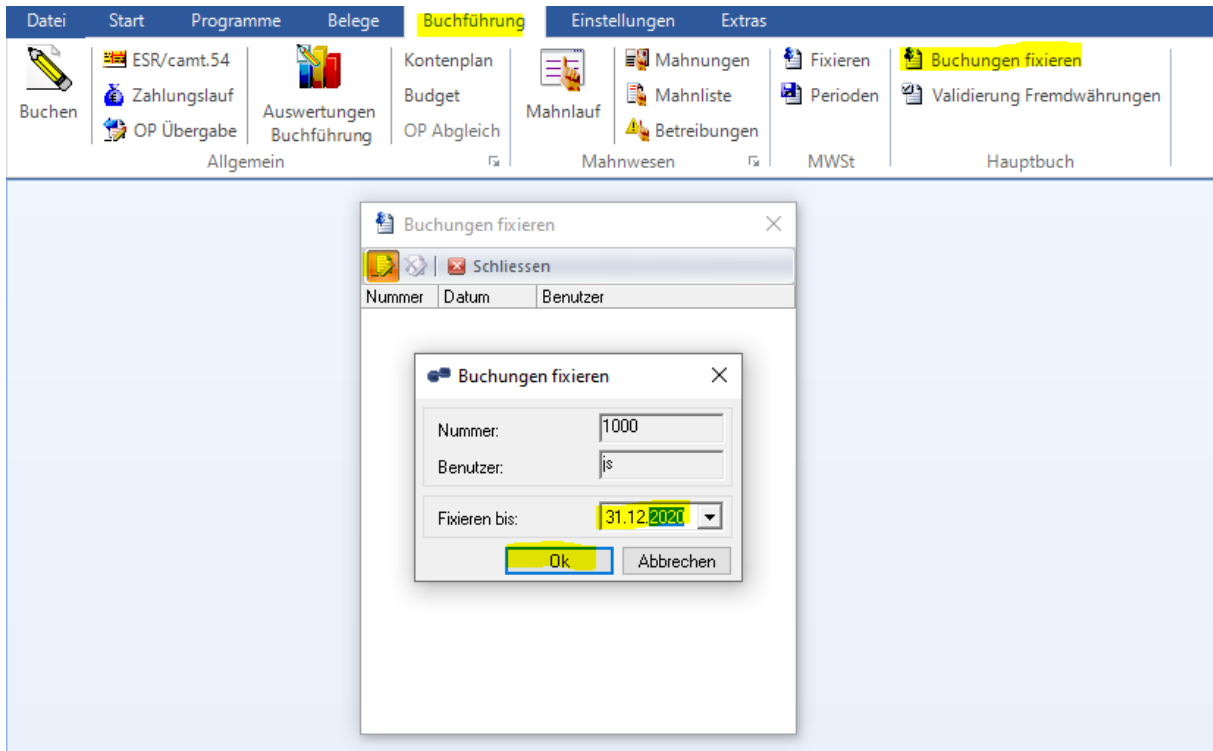 Datei Start Programme Belege Buchführung Einstellungen Extras
Buchen
ESR/camt.54
Zahlungslauf
OP Übergabe
Auswertungen
Buchführung
Allgemein
Kontenplan
Budget
OP Abgleich
Mahnlauf
Mahnungen
Mahnliste
Betreibungen
Mahnwesen
Fixieren
Perioden
MWSt
Buchungen fixieren
Validierung Fremdwährungen
Hauptbuch
Buchungen fixieren
Schliessen
Nummer Datum Benutzer
Buchungen fixieren
Nummer: 1000
Benutzer: js
Fixieren bis: 31.12.2020
Ok Abbrechen